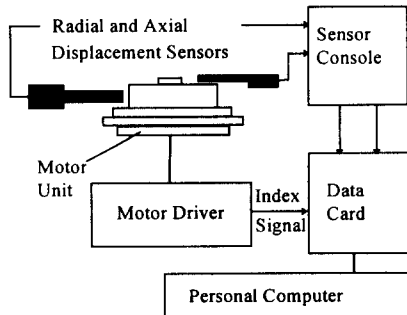 Radial and Axial
Displacement Sensors
Sensor
Console
Motor
Unit
Motor Driver
Index
Signal
Data
Card
Personal Computer